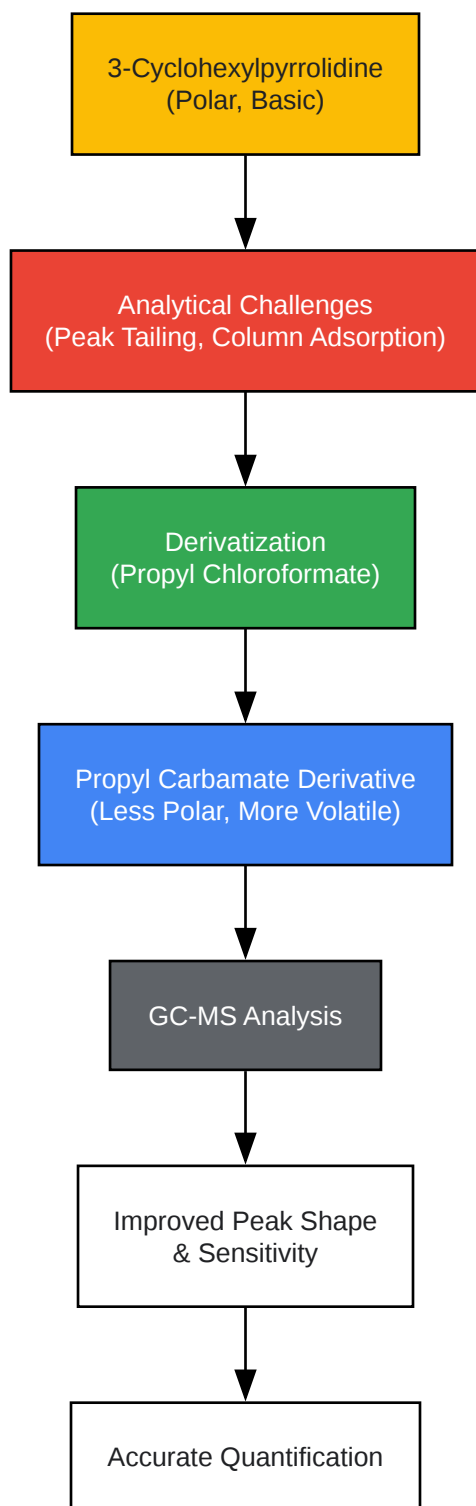 3-Cyclohexylpyrrolidine
(Polar, Basic)
Analytical Challenges
(Peak Tailing, Column Adsorption)
Derivatization
(Propyl Chloroformate)
Propyl Carbamate Derivative
(Less Polar, More Volatile)
GC-MS Analysis
Improved Peak Shape
& Sensitivity
Accurate Quantification